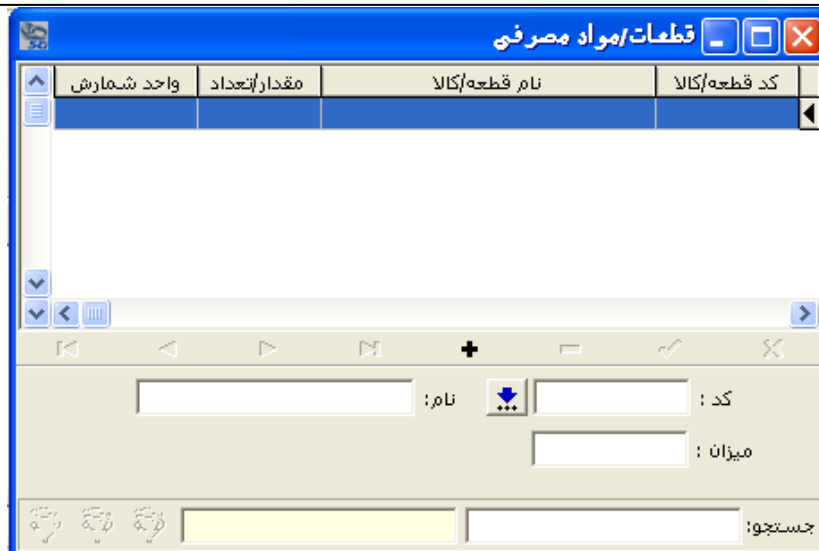 قطعات/مواد مصرفی
کد قطعه/کالا نام قطعه/کالا مقدار/تعداد واحد شمارش
کد : نام:
میزان :
جستجو: